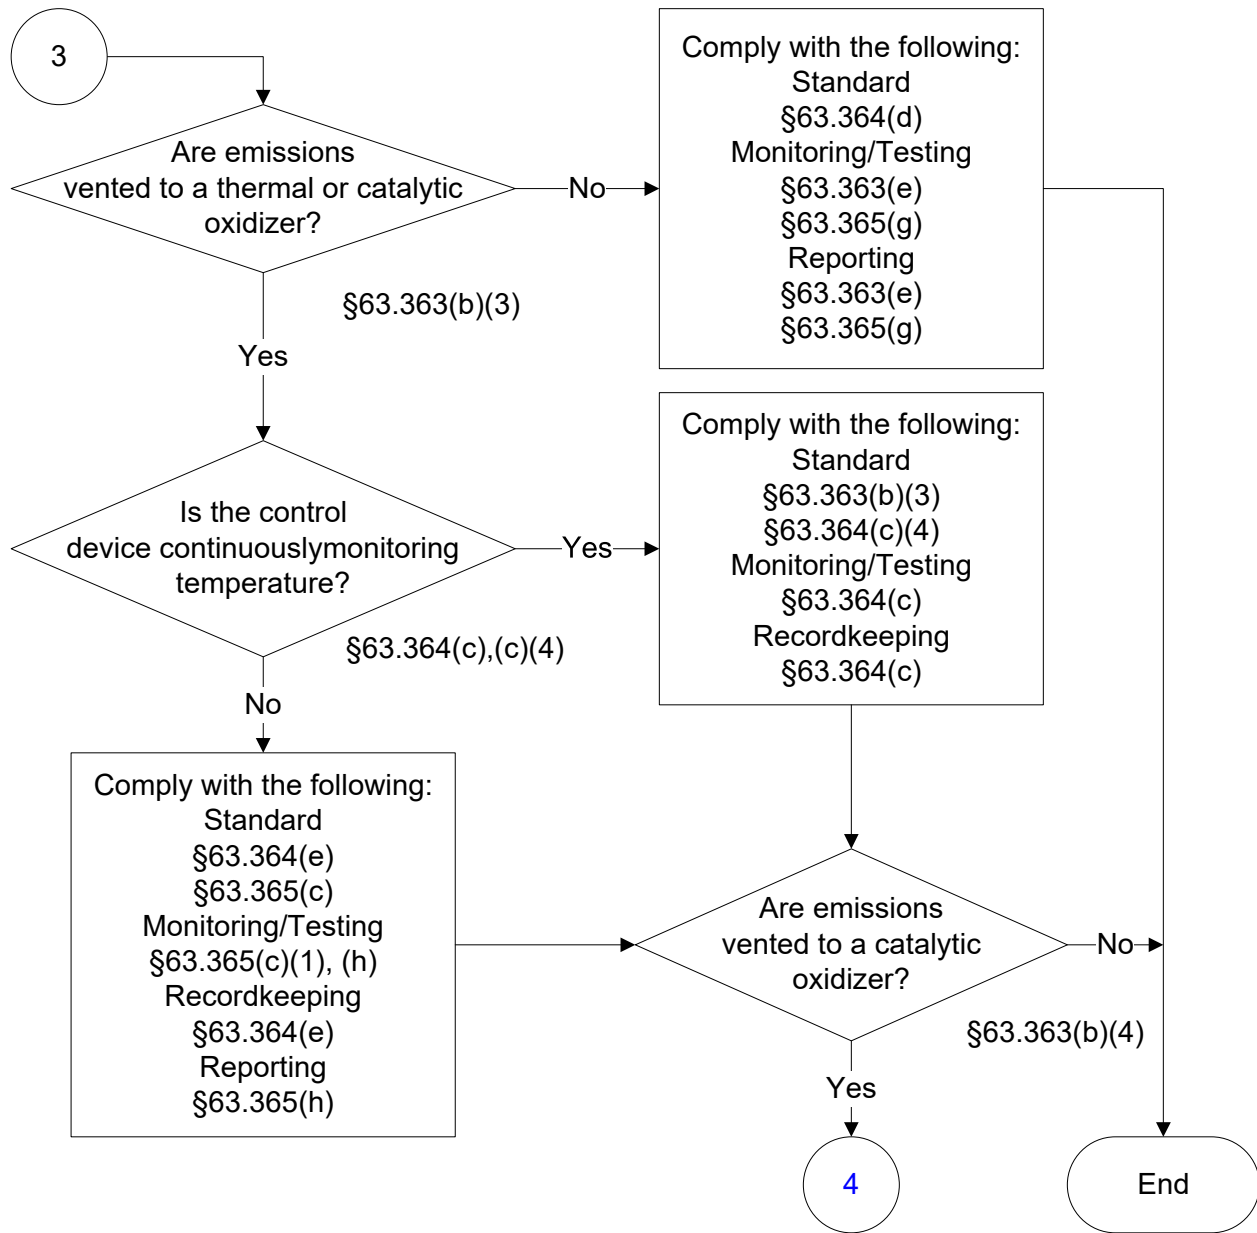 3
Are emissions
vented to a thermal or catalytic
oxidizer?
No
Comply with the following:
Standard
§63.364(d)
Monitoring/Testing
§63.363(e)
§63.365(g)
Reporting
§63.363(e)
§63.365(g)
§63.363(b)(3)
Yes
Is the control
device continuouslymonitoring
temperature?
Yes
Comply with the following:
Standard
§63.363(b)(3)
§63.364(c)(4)
Monitoring/Testing
§63.364(c)
Recordkeeping
§63.364(c)
§63.364(c),(c)(4)
No
Comply with the following:
Standard
§63.364(e)
§63.365(c)
Monitoring/Testing
§63.365(c)(1), (h)
Recordkeeping
§63.364(e)
Reporting
§63.365(h)
Are emissions
vented to a catalytic
oxidizer?
No
§63.363(b)(4)
Yes
4
End